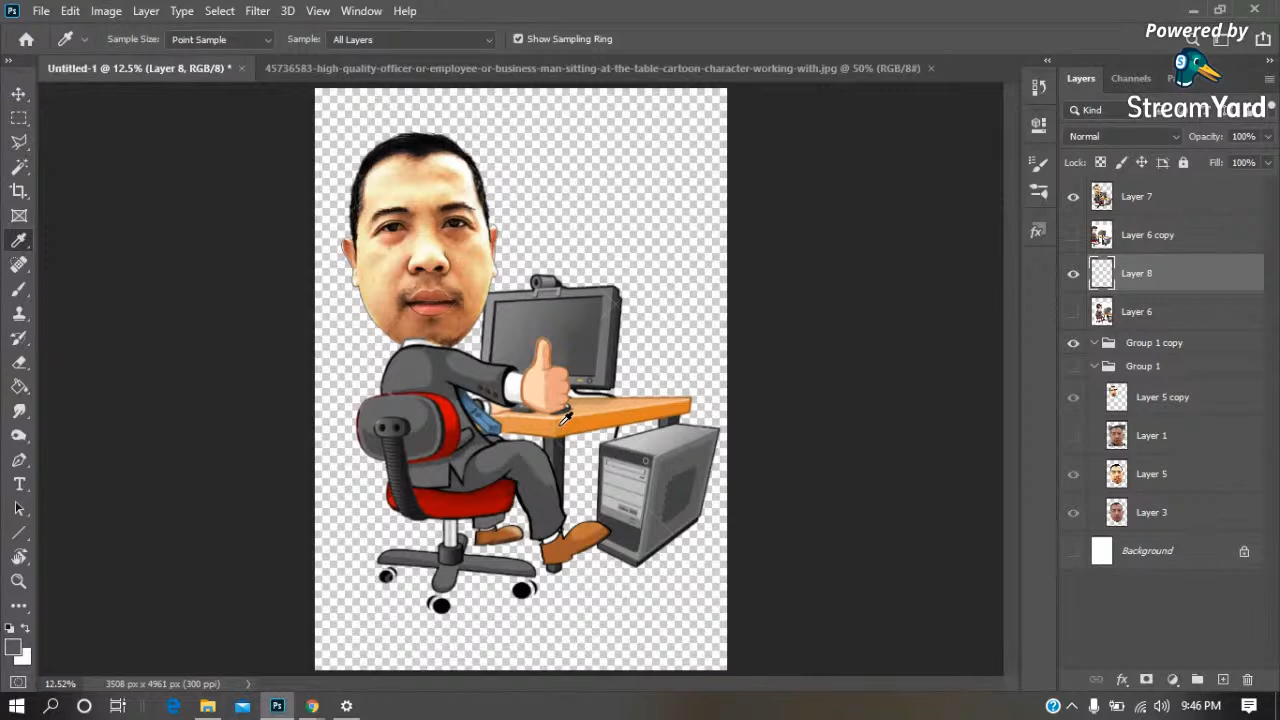 Ps File Edit Image Layer Type Select Filter 3D View Window Help
Powered by
StreamYard
Sample Size: Point Sample Sample: All Layers Show Sampling Ring
Untitled-1 @ 12.5% (Layer 8, RGB/8) * × 45736583-high-quality-officer-or-employee-or-business-man-sitting-at-the-table-cartoon-character-working-with.jpg @ 50% (RGB/8#) ×
Layers Channels
Kind
Normal Opacity: 100%
Lock: Fill: 100%
Layer 7
Layer 6 copy
Layer 8
Layer 6
Group 1 copy
Group 1
Layer 5 copy
Layer 1
Layer 5
Layer 3
Background
12.52% 3508 px x 4961 px (300 ppi)
Ps 9:46 PM